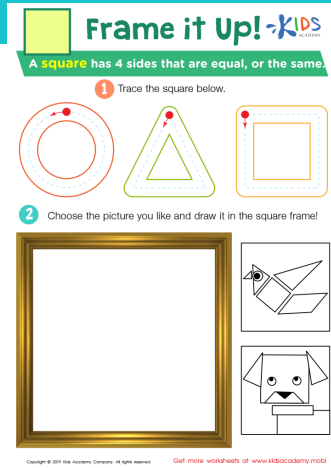 Frame it Up!
KIDS
ACADEMY
A square has 4 sides that are equal, or the same.
1 Trace the square below.
2 Choose the picture you like and draw it in the square frame!
Copyright © 2019 Kids Academy Company. All rights reserved
Get more worksheets at www.kidsacademy.mobi